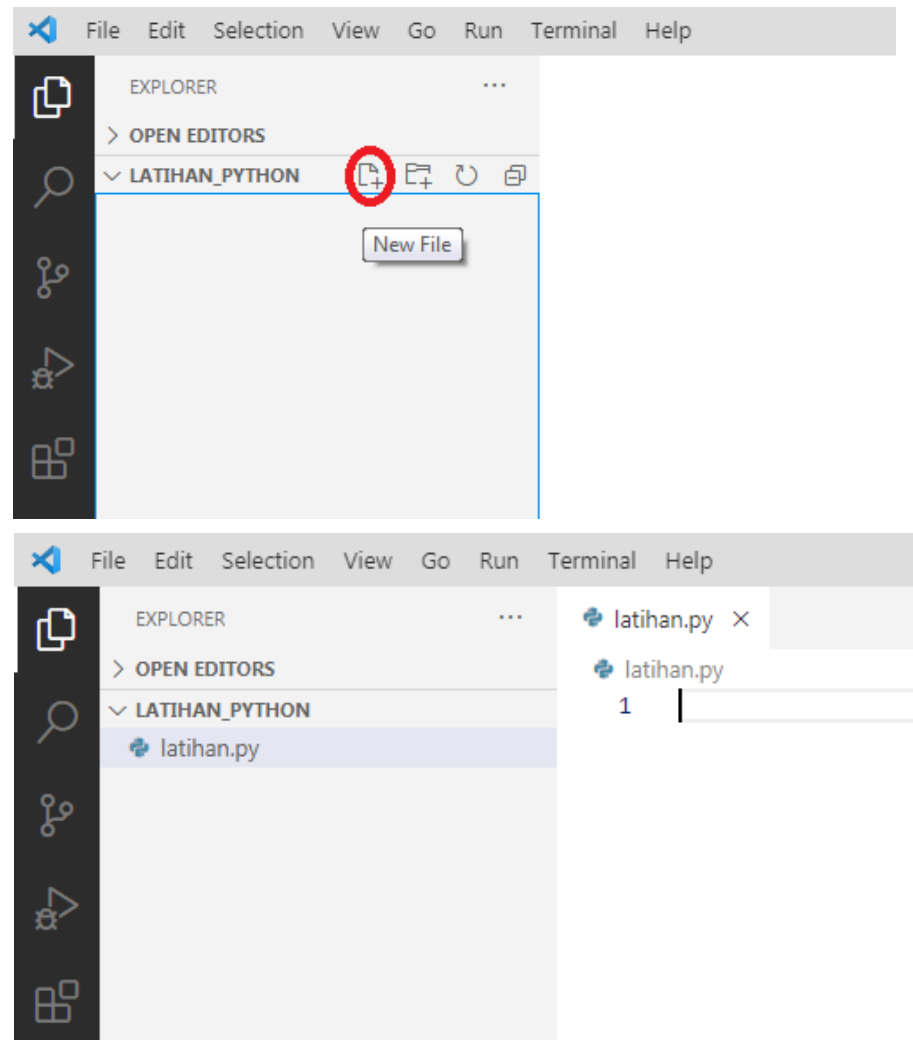 File Edit Selection View Go Run Terminal Help
EXPLORER
OPEN EDITORS
LATIHAN_PYTHON
New File
File Edit Selection View Go Run Terminal Help
EXPLORER
latihan.py
OPEN EDITORS
latihan.py
LATIHAN_PYTHON
1
latihan.py